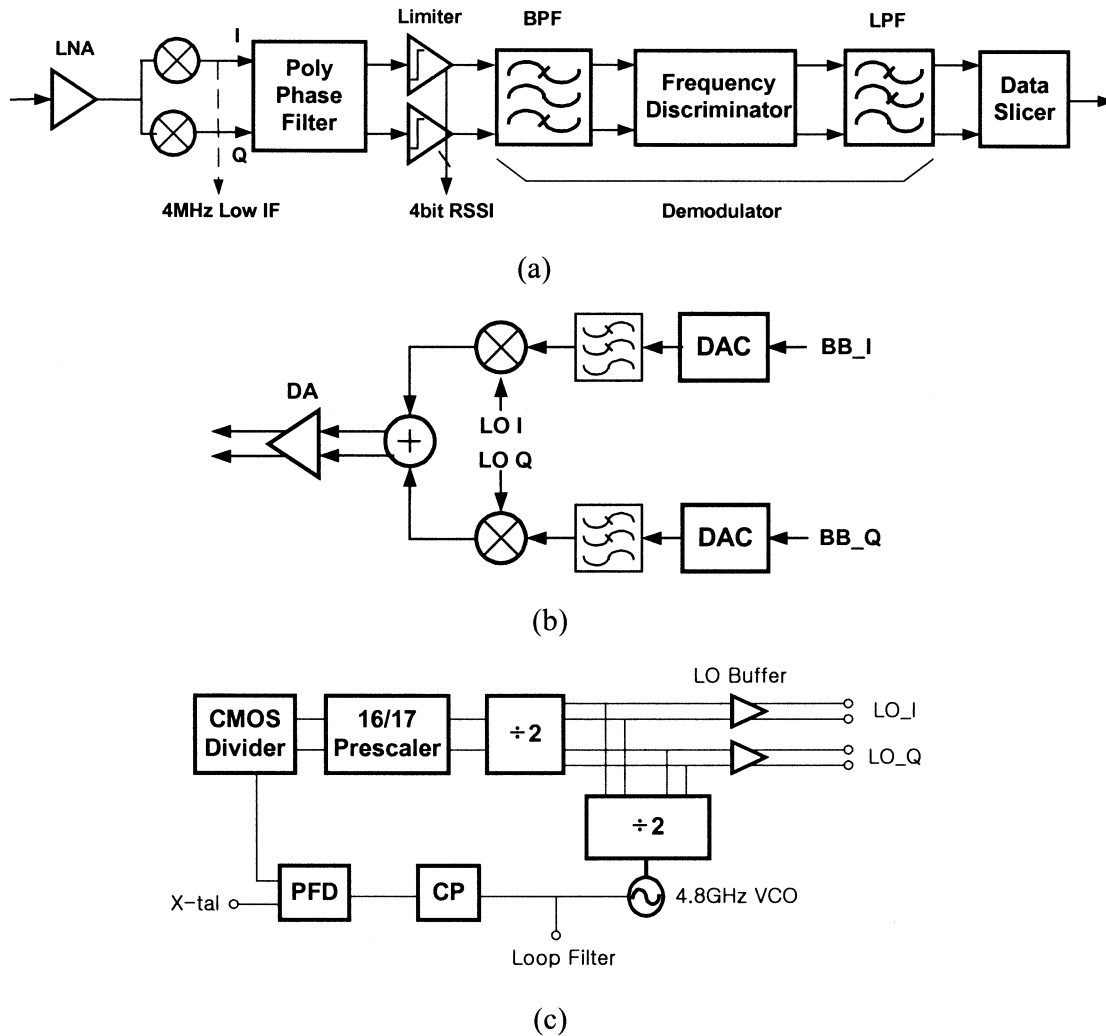 LNA
I
Q
Poly
Phase
Filter
Limiter
BPF
Frequency
Discriminator
LPF
Data
Slicer
4MHz Low IF
4bit RSSI
Demodulator
(a)
DA
+
LO I
LO Q
DAC
BB_I
DAC
BB_Q
(b)
CMOS
Divider
16/17
Prescaler
÷2
LO Buffer
LO_I
LO_Q
÷2
X-tal
PFD
CP
4.8GHz VCO
Loop Filter
(c)